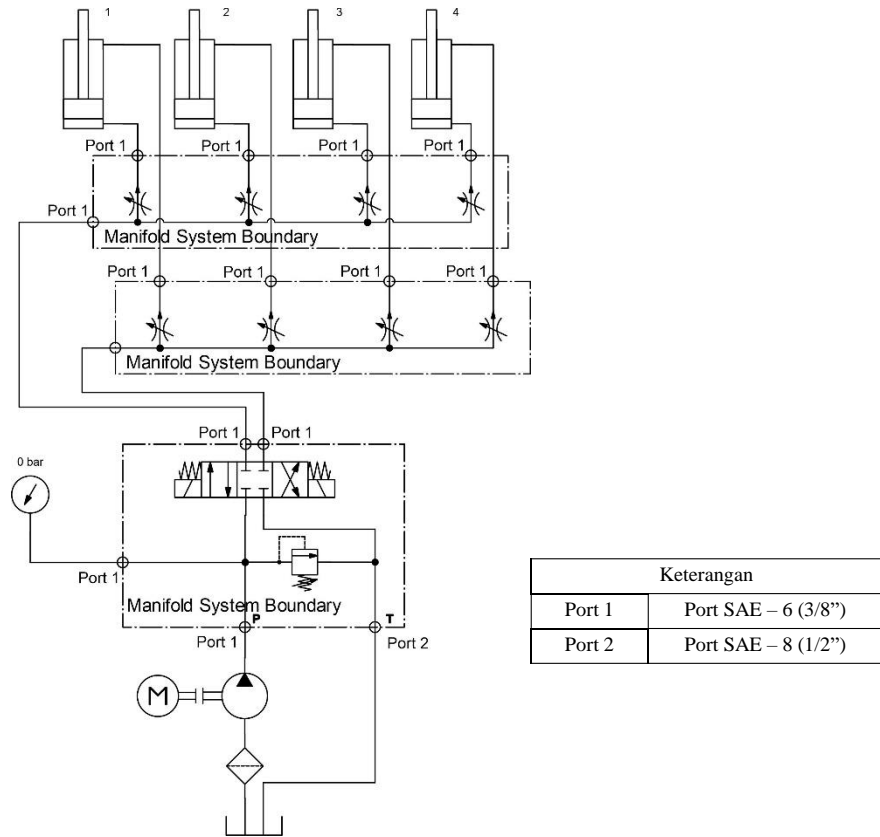 1 2 3 4
Port 1 Port 1 Port 1 Port 1
Port 1
Manifold System Boundary
Port 1 Port 1 Port 1 Port 1
Manifold System Boundary
Port 1 Port 1
0 bar
Port 1
Manifold System Boundary
P T
Port 1 Port 2
M
Keterangan
Port 1 Port SAE – 6 (3/8”)
Port 2 Port SAE – 8 (1/2”)